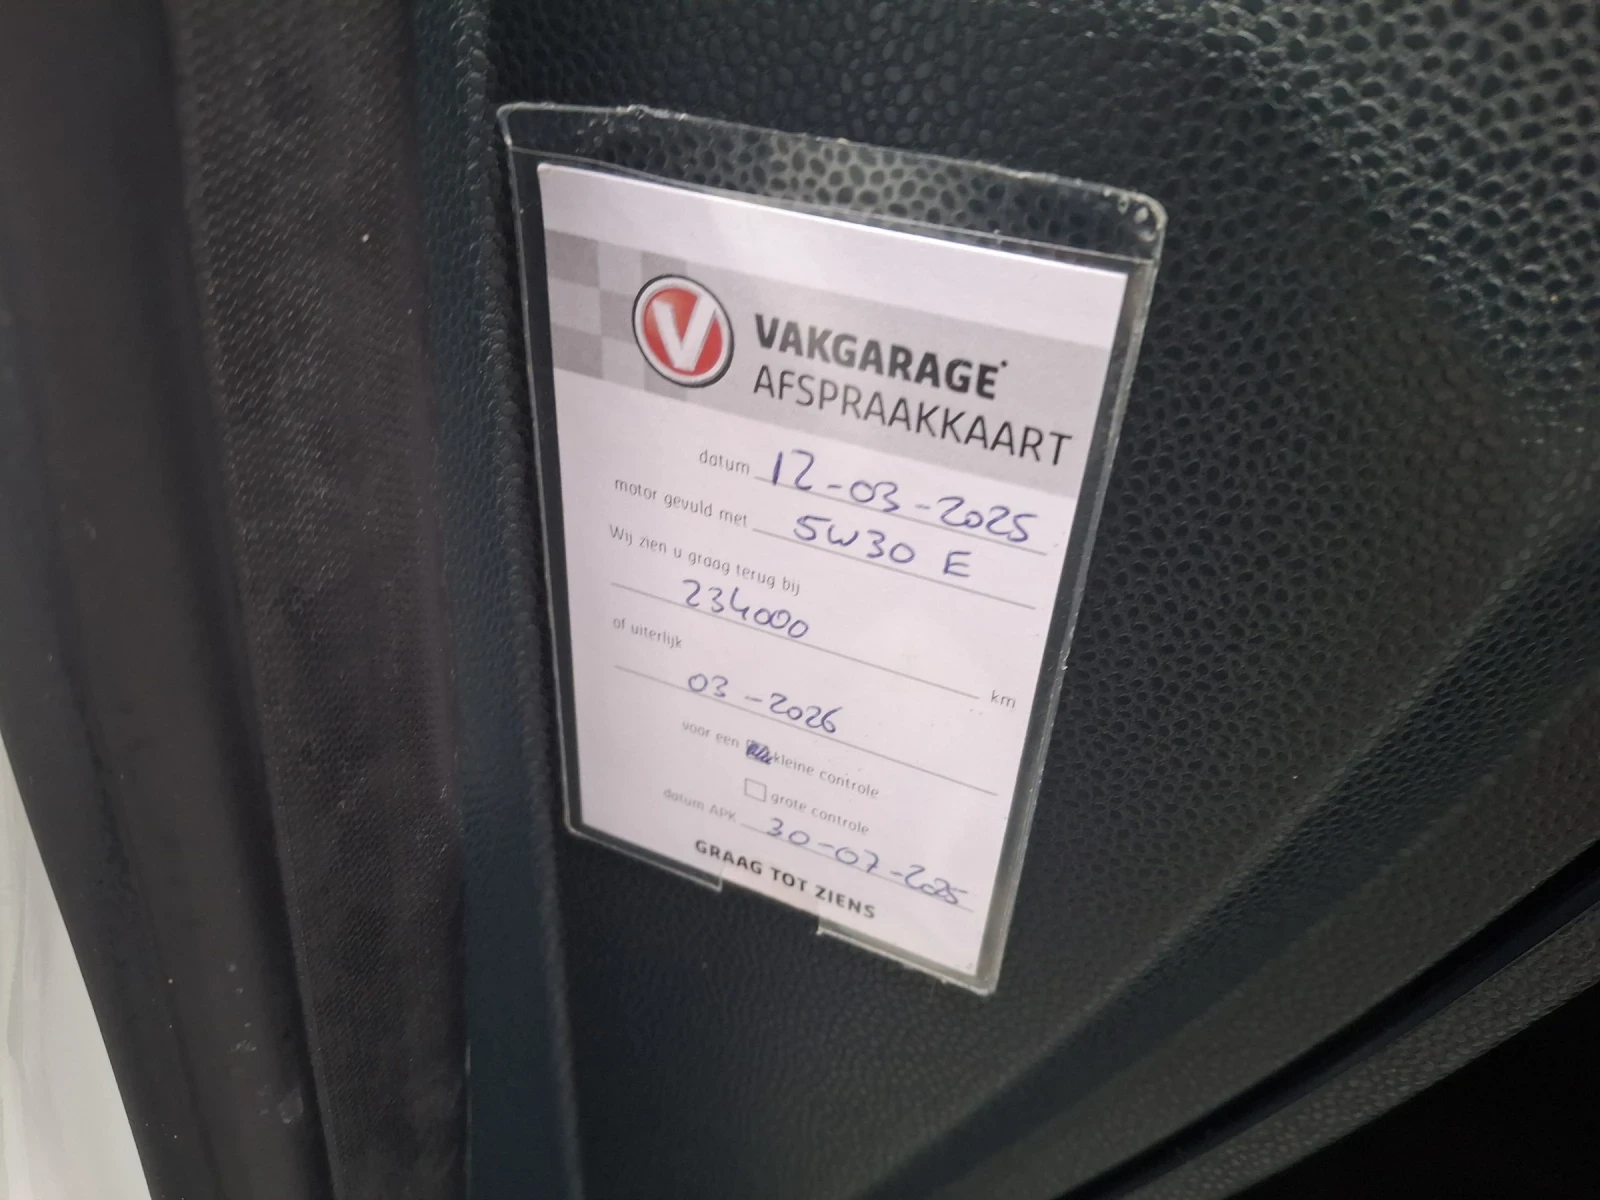 V
VAKGARAGE
AFSPRAAKKAART
datum 12-03-2025
motor gevuld met 5W30 E
Wij zien u graag terug bij
234000 km
of uiterlijk
03-2026
voor een kleine controle
grote controle
datum APK 30-07-2025
GRAAG TOT ZIENS